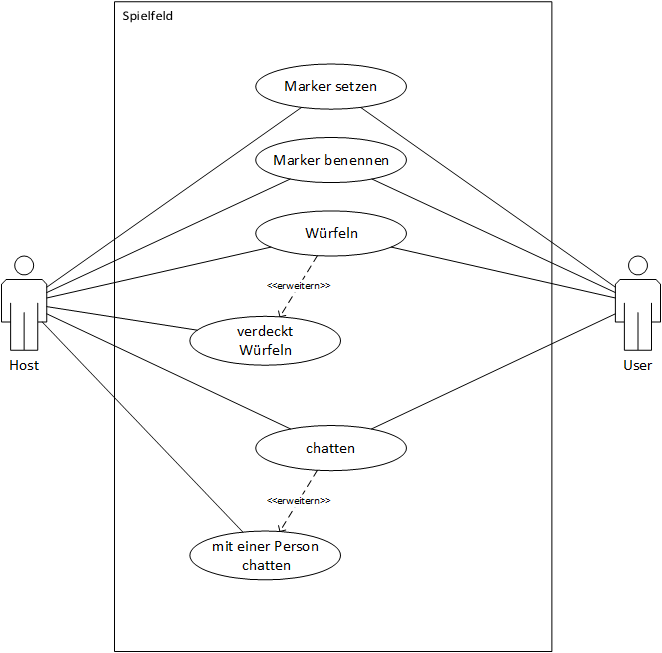 Spielfeld
Marker setzen
Marker benennen
Würfeln
<<erweitern>>
verdeckt
Würfeln
Host
User
chatten
<<erweitern>>
mit einer Person
chatten